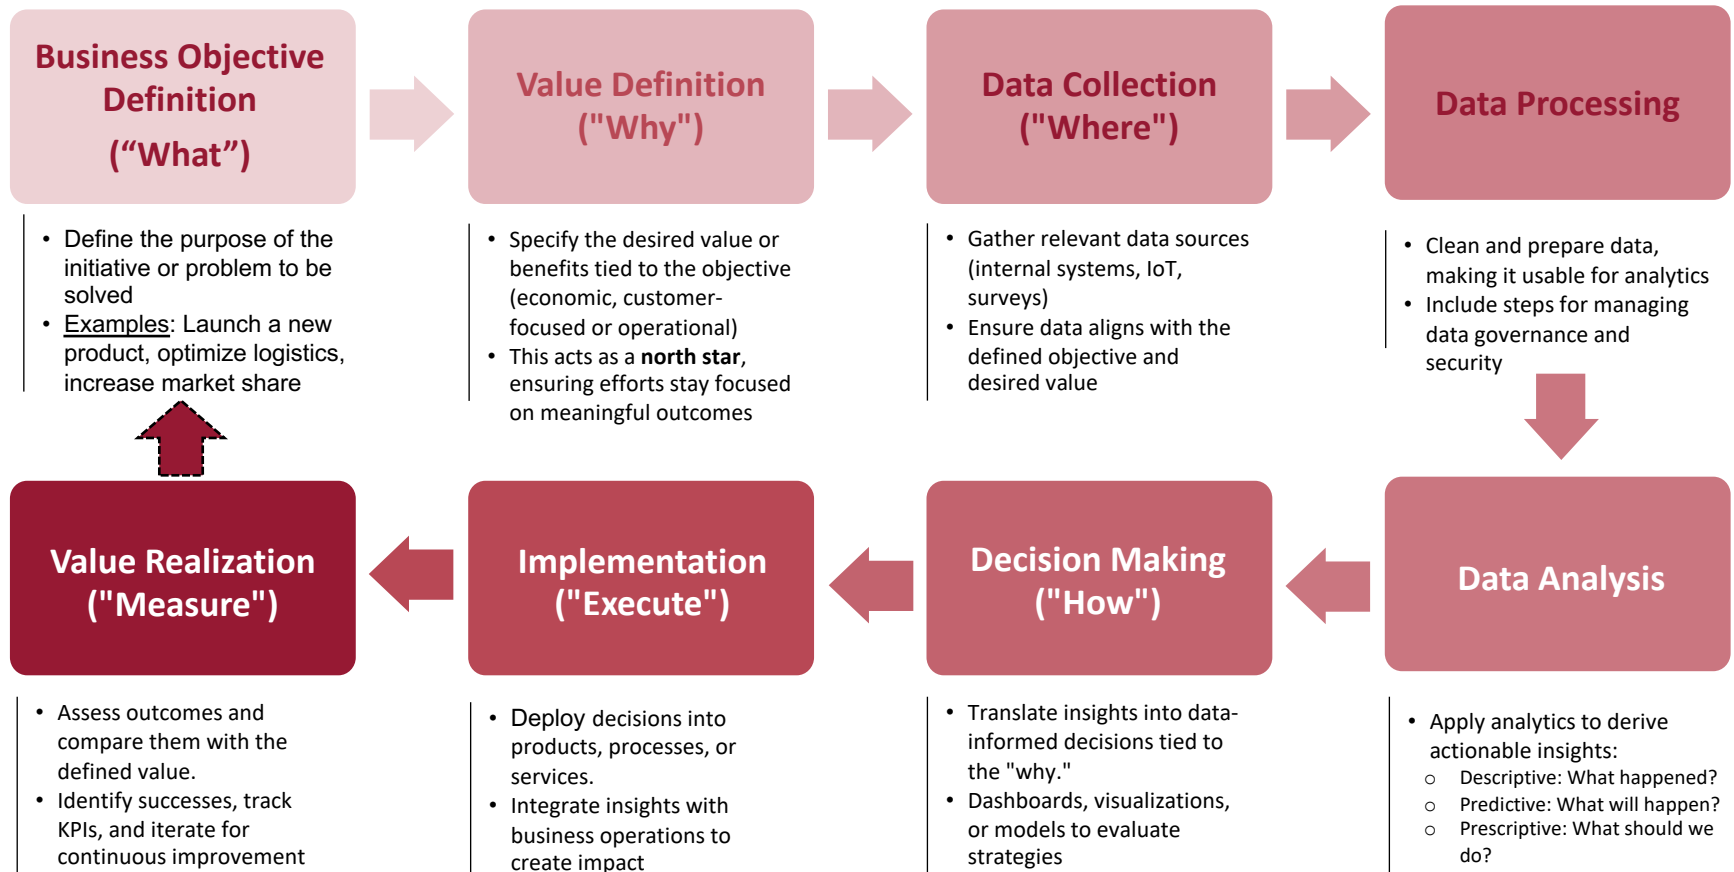 Business Objective
Definition
(“What”)
Value Definition
("Why")
Data Collection
("Where")
Data Processing
• Define the purpose of the
initiative or problem to be
solved
• Examples: Launch a new
product, optimize logistics,
increase market share
• Specify the desired value or
benefits tied to the objective
(economic, customer-
focused or operational)
• This acts as a north star,
ensuring efforts stay focused
on meaningful outcomes
• Gather relevant data sources
(internal systems, IoT,
surveys)
• Ensure data aligns with the
defined objective and
desired value
• Clean and prepare data,
making it usable for analytics
• Include steps for managing
data governance and
security
Value Realization
("Measure")
Implementation
("Execute")
Decision Making
("How")
Data Analysis
• Assess outcomes and
compare them with the
defined value.
• Identify successes, track
KPIs, and iterate for
continuous improvement
• Deploy decisions into
products, processes, or
services.
• Integrate insights with
business operations to
create impact
• Translate insights into data-
informed decisions tied to
the "why."
• Dashboards, visualizations,
or models to evaluate
strategies
• Apply analytics to derive
actionable insights:
o Descriptive: What happened?
o Predictive: What will happen?
o Prescriptive: What should we
do?